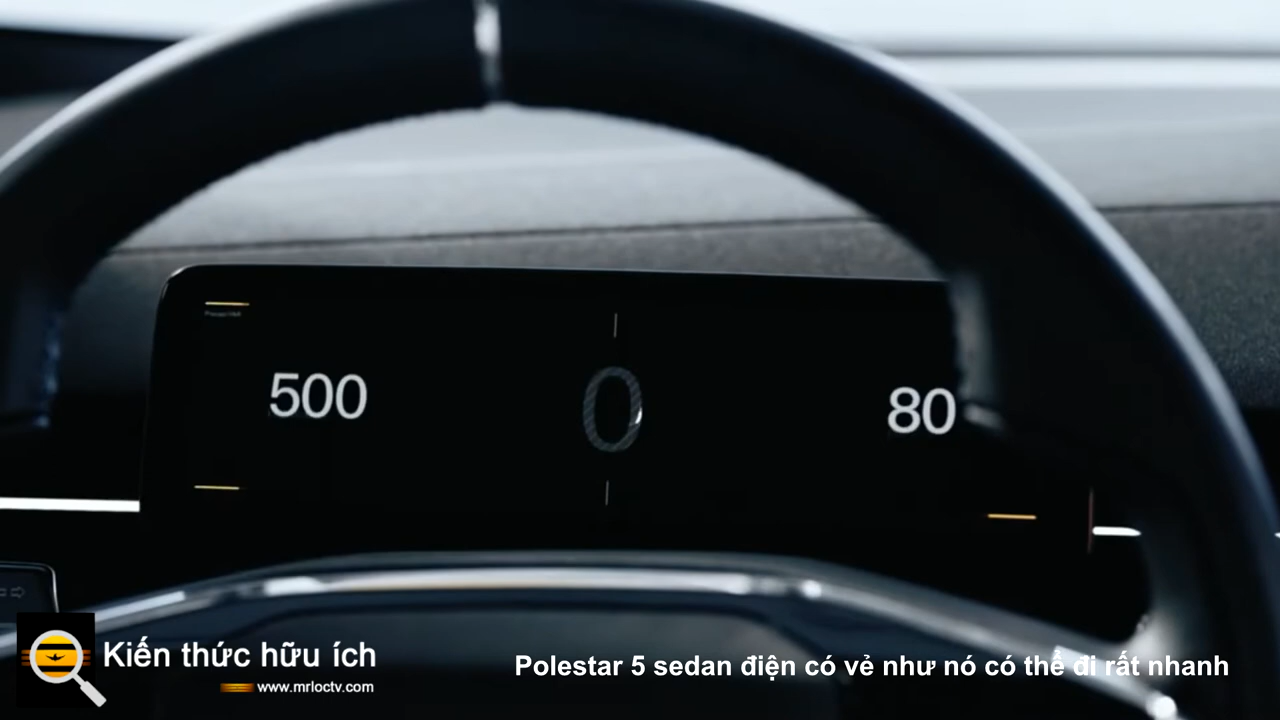 500
0
80
Kiến thức hữu ích
www.mrloctv.com
Polestar 5 sedan điện có vẻ như nó có thể đi rất nhanh